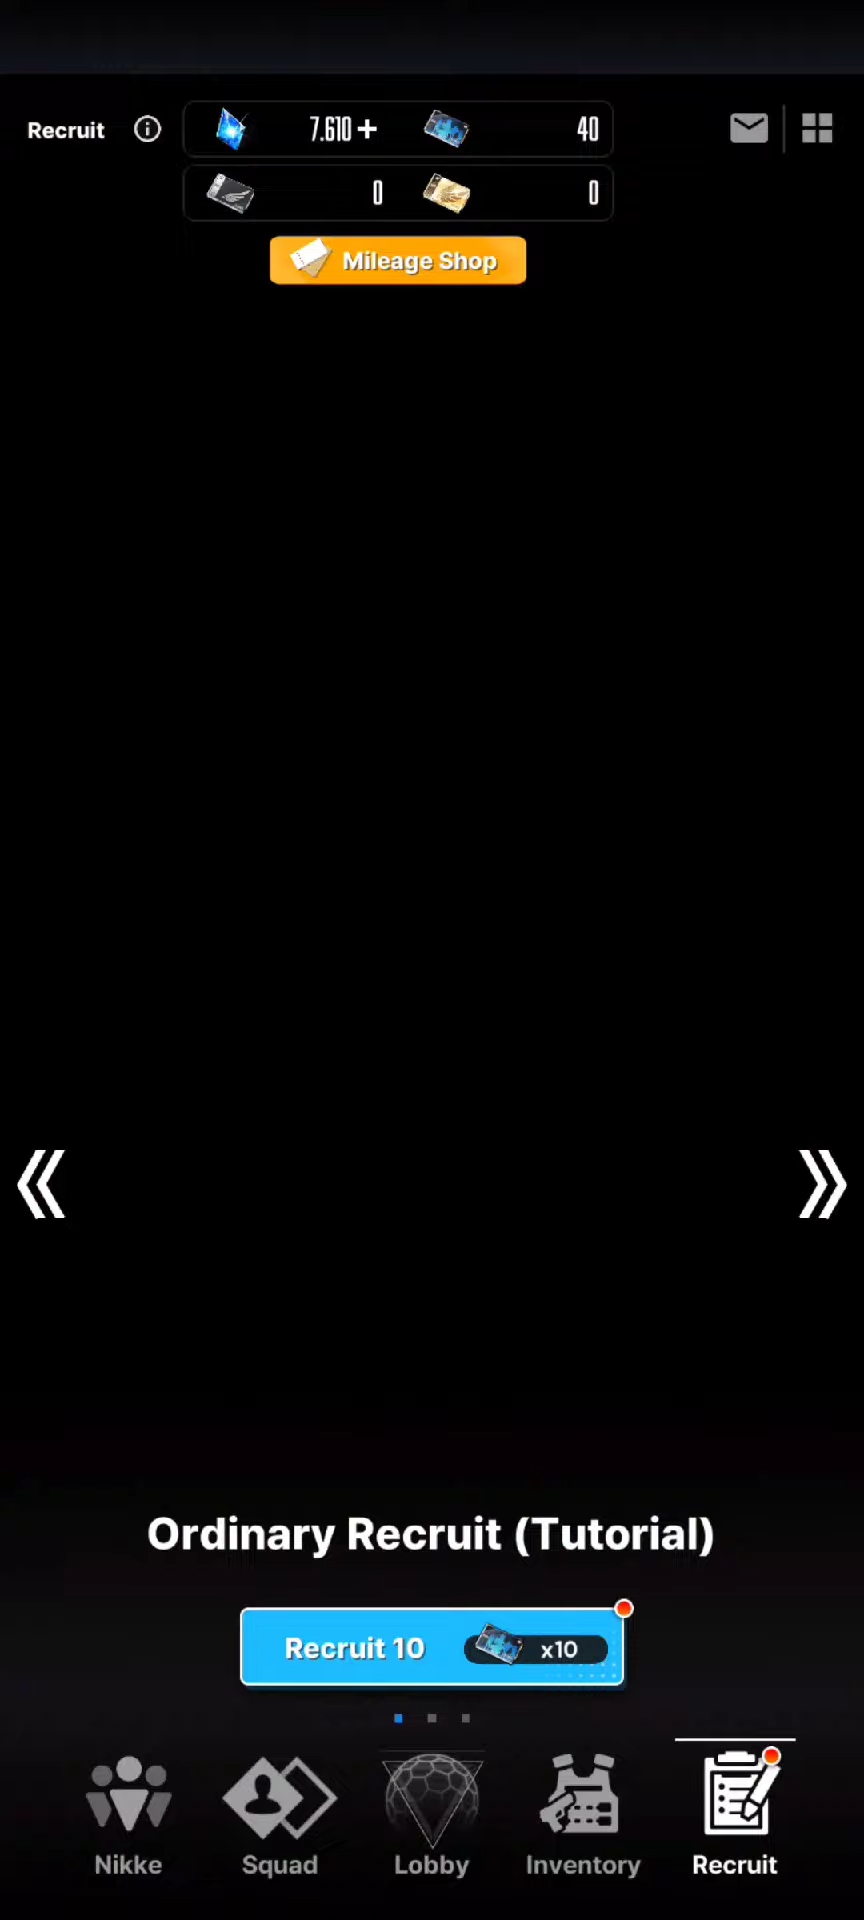 Recruit
7.610 + 40
0 0
Mileage Shop
Ordinary Recruit (Tutorial)
Recruit 10 x10
Nikke Squad Lobby Inventory Recruit